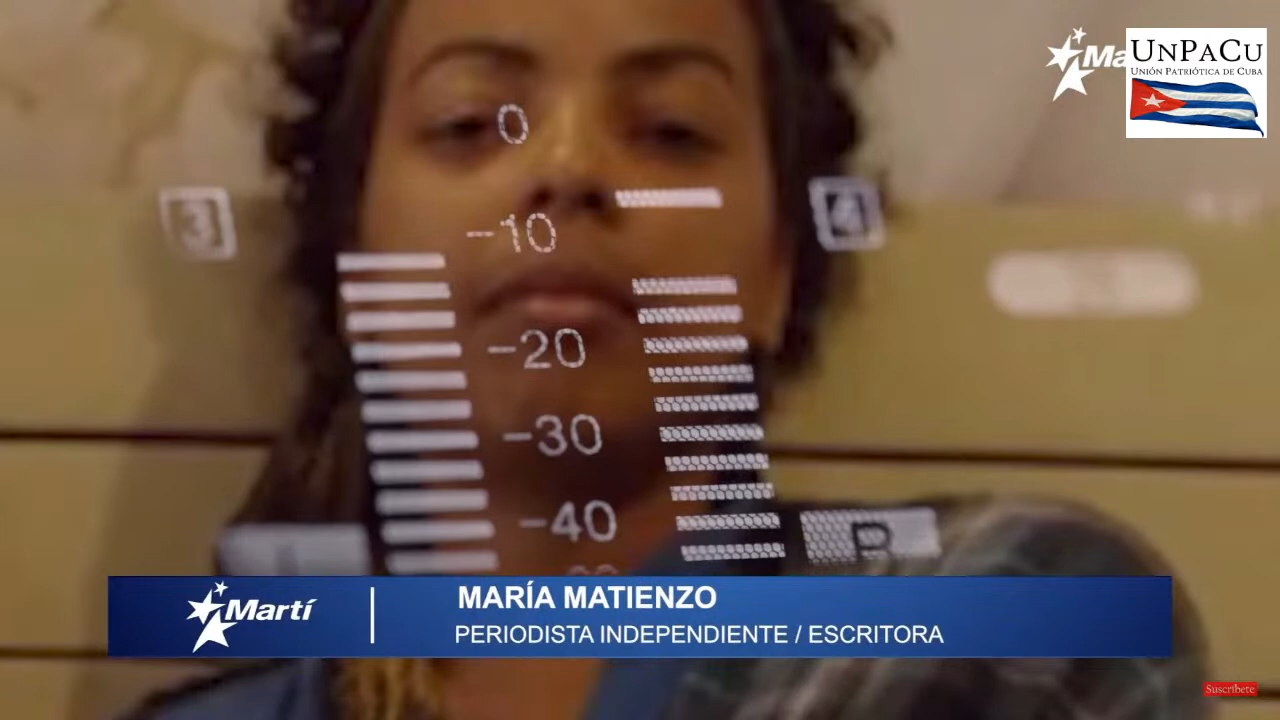 Ma
UNPACU
UNIÓN PATRIÓTICA DE CUBA
0
3
4
-10
-20
-30
-40
B
Martí
MARÍA MATIENZO
PERIODISTA INDEPENDIENTE / ESCRITORA
Suscríbete